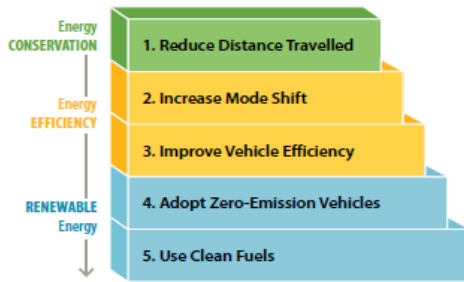 Energy
CONSERVATION
1. Reduce Distance Travelled
Energy
EFFICIENCY
2. Increase Mode Shift
3. Improve Vehicle Efficiency
RENEWABLE
Energy
4. Adopt Zero-Emission Vehicles
5. Use Clean Fuels